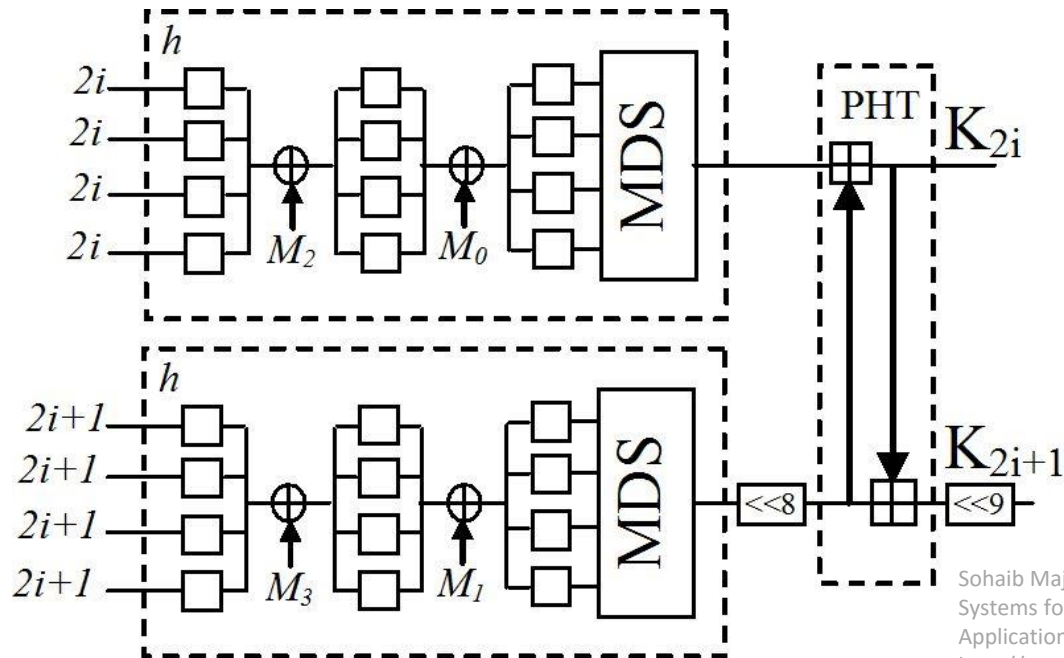 h
2i
2i
2i
2i
M2
M0
MDS
PHT
K2i
h
2i+1
2i+1
2i+1
2i+1
M3
M1
MDS
<<8
K2i+1
<<9
Sohaib Maj
Systems fo
Application